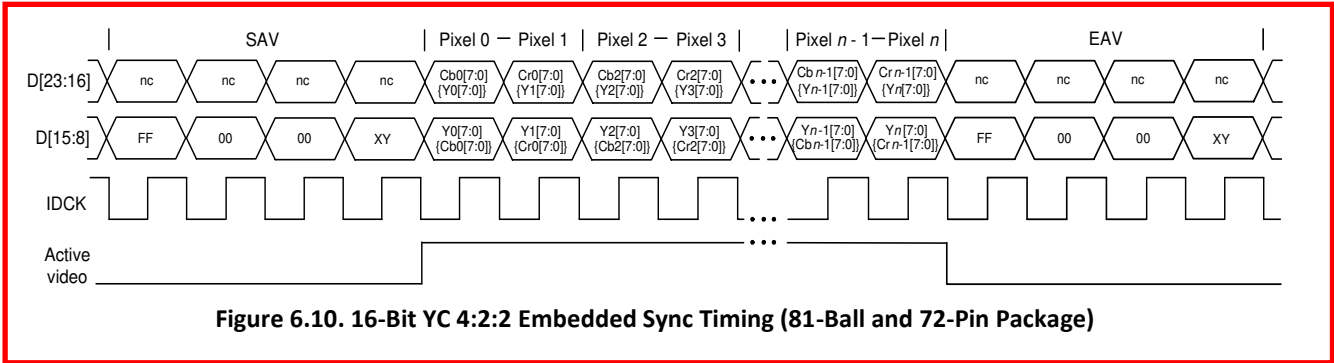 SAV Pixel 0 — Pixel 1 Pixel 2 — Pixel 3 Pixel n - 1—Pixel n EAV
D[23:16] nc nc nc nc Cb0[7:0] Cr0[7:0] Cb2[7:0] Cr2[7:0] ••• Cb n-1[7:0] Cr n-1[7:0] nc nc nc nc
{Y0[7:0]} {Y1[7:0]} {Y2[7:0]} {Y3[7:0]} {Yn-1[7:0]} {Yn[7:0]}
D[15:8] FF 00 00 XY Y0[7:0] Y1[7:0] Y2[7:0] Y3[7:0] Yn-1[7:0] Yn[7:0] FF 00 00 XY
{Cb0[7:0]} {Cr0[7:0]} {Cb2[7:0]} {Cr2[7:0]} {Cbn-1[7:0]} {Crn-1[7:0]}
IDCK •••
Active •••
video
Figure 6.10. 16-Bit YC 4:2:2 Embedded Sync Timing (81-Ball and 72-Pin Package)